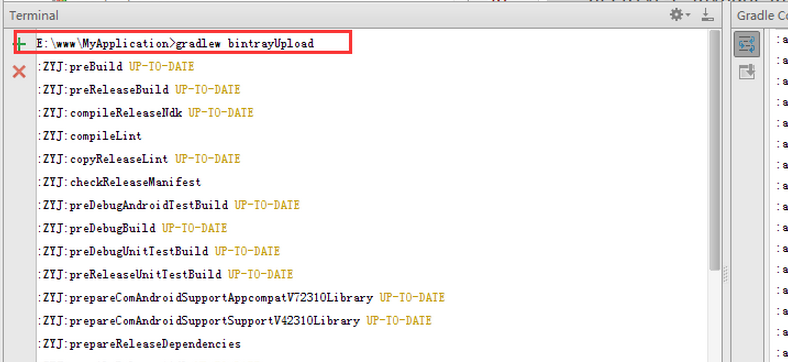 Terminal
Gradle Co
E:\www\MyApplication>gradlew bintrayUpload
:ZYJ:preBuild UP-TO-DATE
:ZYJ:preReleaseBuild UP-TO-DATE
:ZYJ:compileReleaseNdk UP-TO-DATE
:ZYJ:compileLint
:ZYJ:copyReleaseLint UP-TO-DATE
:ZYJ:checkReleaseManifest
:ZYJ:preDebugAndroidTestBuild UP-TO-DATE
:ZYJ:preDebugBuild UP-TO-DATE
:ZYJ:preDebugUnitTestBuild UP-TO-DATE
:ZYJ:preReleaseUnitTestBuild UP-TO-DATE
:ZYJ:prepareComAndroidSupportAppcompatV72310Library UP-TO-DATE
:ZYJ:prepareComAndroidSupportSupportV42310Library UP-TO-DATE
:ZYJ:prepareReleaseDependencies
:a
:a
:a
:a
:a
:a
:a
:a
:a
:a
:a
:a
:a
:a